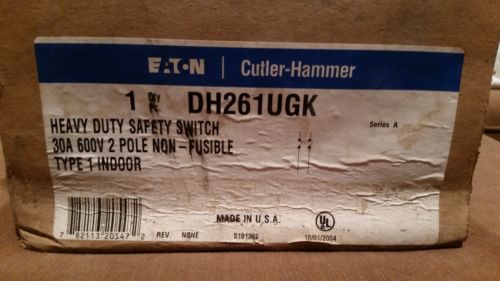 EATON | Cutler-Hammer
1 Qty DH261UGK
HEAVY DUTY SAFETY SWITCH Series A
30A 600V 2 POLE NON-FUSIBLE
TYPE 1 INDOOR
MADE IN U.S.A. UL
7 82113 20547 2 REV. NONE 10/01/2004